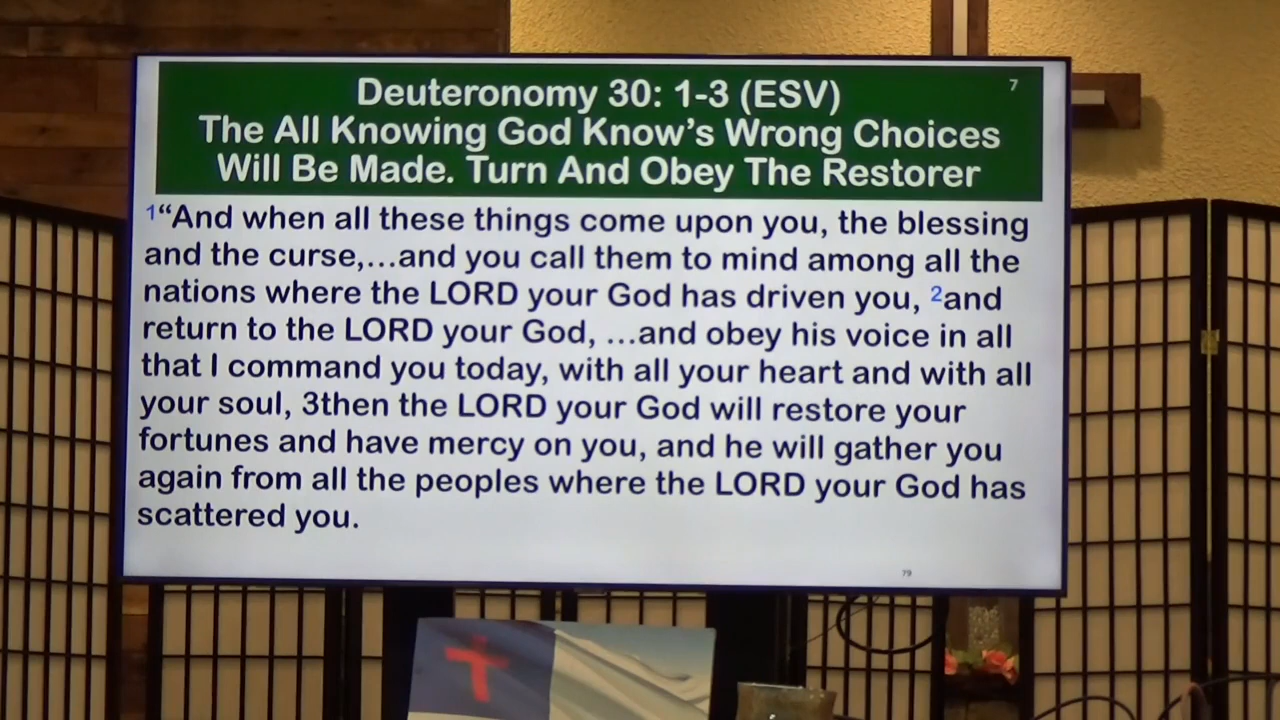 Deuteronomy 30: 1-3 (ESV)
7
The All Knowing God Know's Wrong Choices
Will Be Made. Turn And Obey The Restorer
1“And when all these things come upon you, the blessing
and the curse,…and you call them to mind among all the
nations where the LORD your God has driven you, 2and
return to the LORD your God, …and obey his voice in all
that I command you today, with all your heart and with all
your soul, 3then the LORD your God will restore your
fortunes and have mercy on you, and he will gather you
again from all the peoples where the LORD your God has
scattered you.
79